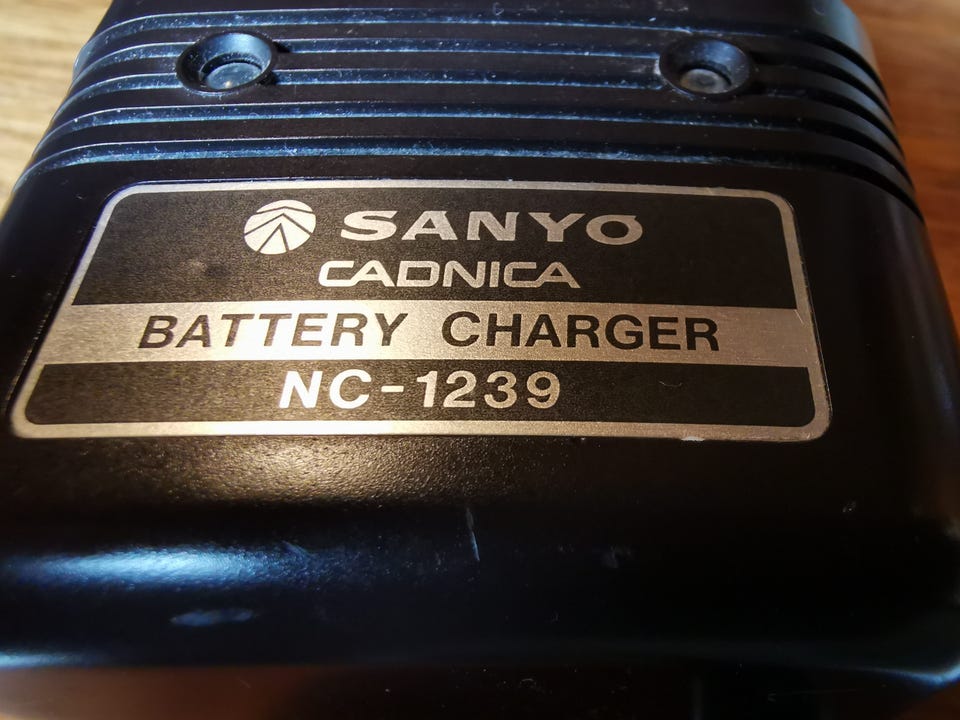 SANYO
CADNICA
BATTERY CHARGER
NC-1239